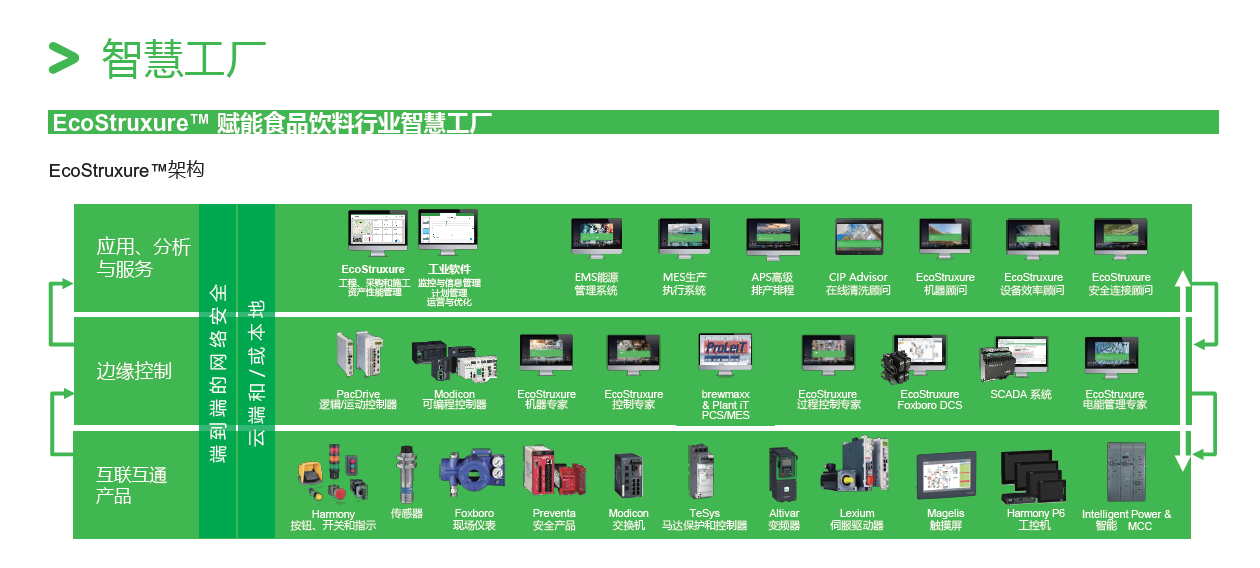 智慧工厂
EcoStruxure™ 赋能食品饮料行业智慧工厂
EcoStruxure™架构
应用、分析
与服务
边缘控制
互联互通
产品
端到端的网络安全
云端和/或本地
EcoStruxure
工程、采购和施工
资产性能管理
工业软件
监控与信息管理
计划管理
运营与优化
EMS能源
管理系统
MES生产
执行系统
APS高级
排产排程
CIP Advisor
在线清洗顾问
EcoStruxure
机器顾问
EcoStruxure
设备效率顾问
EcoStruxure
安全连接顾问
PacDrive
逻辑/运动控制器
Modicon
可编程控制器
EcoStruxure
机器专家
EcoStruxure
控制专家
ProLeiT
brewmaxx
& Plant iT
PCS/MES
EcoStruxure
过程控制专家
EcoStruxure
Foxboro DCS
SCADA 系统
EcoStruxure
电能管理专家
Harmony
按钮、开关和指示
传感器
Foxboro
现场仪表
Preventa
安全产品
Modicon
交换机
TeSys
马达保护和控制器
Altivar
变频器
Lexium
伺服驱动器
Magelis
触摸屏
Harmony P6
工控机
Intelligent Power &
智能 MCC